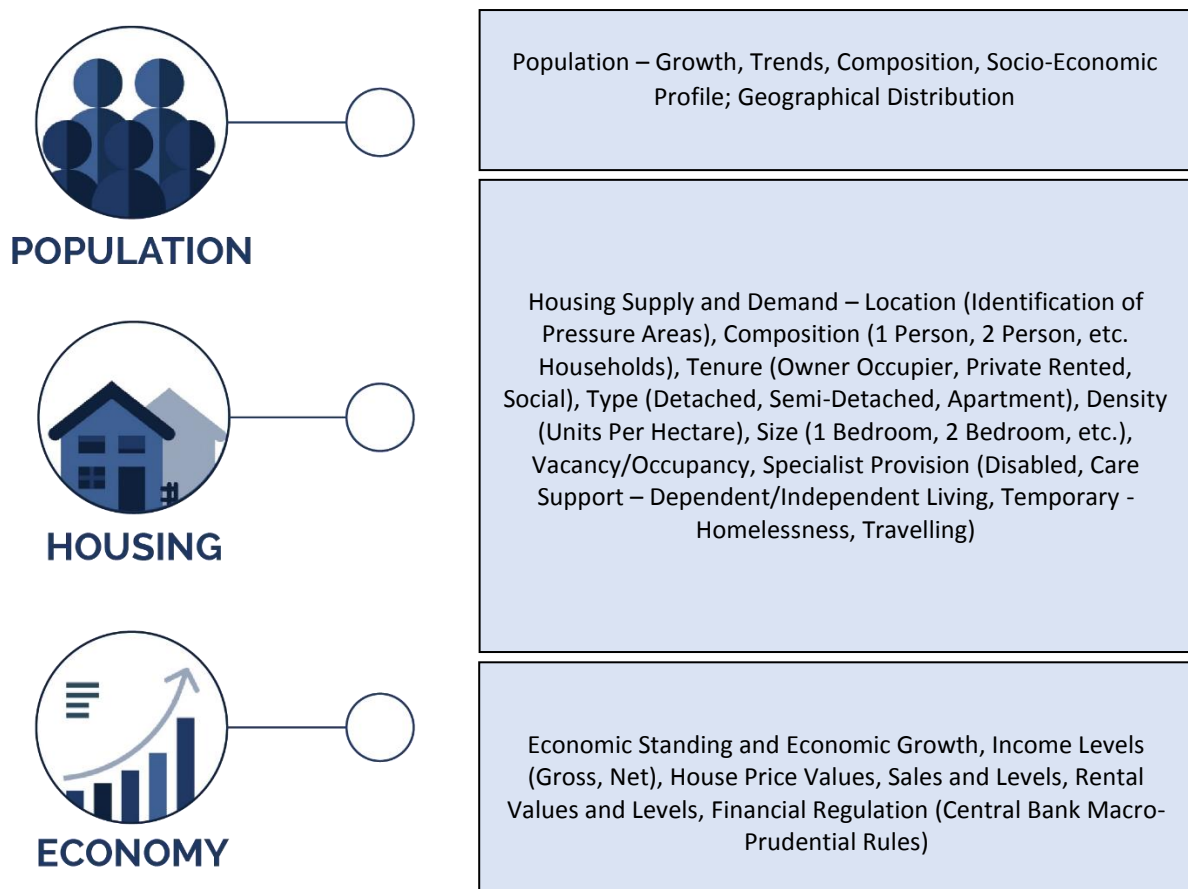 Population – Growth, Trends, Composition, Socio-Economic
Profile; Geographical Distribution
POPULATION
Housing Supply and Demand – Location (Identification of
Pressure Areas), Composition (1 Person, 2 Person, etc.
Households), Tenure (Owner Occupier, Private Rented,
Social), Type (Detached, Semi-Detached, Apartment), Density
(Units Per Hectare), Size (1 Bedroom, 2 Bedroom, etc.),
Vacancy/Occupancy, Specialist Provision (Disabled, Care
Support – Dependent/Independent Living, Temporary -
Homelessness, Travelling)
HOUSING
Economic Standing and Economic Growth, Income Levels
(Gross, Net), House Price Values, Sales and Levels, Rental
Values and Levels, Financial Regulation (Central Bank Macro-
Prudential Rules)
ECONOMY